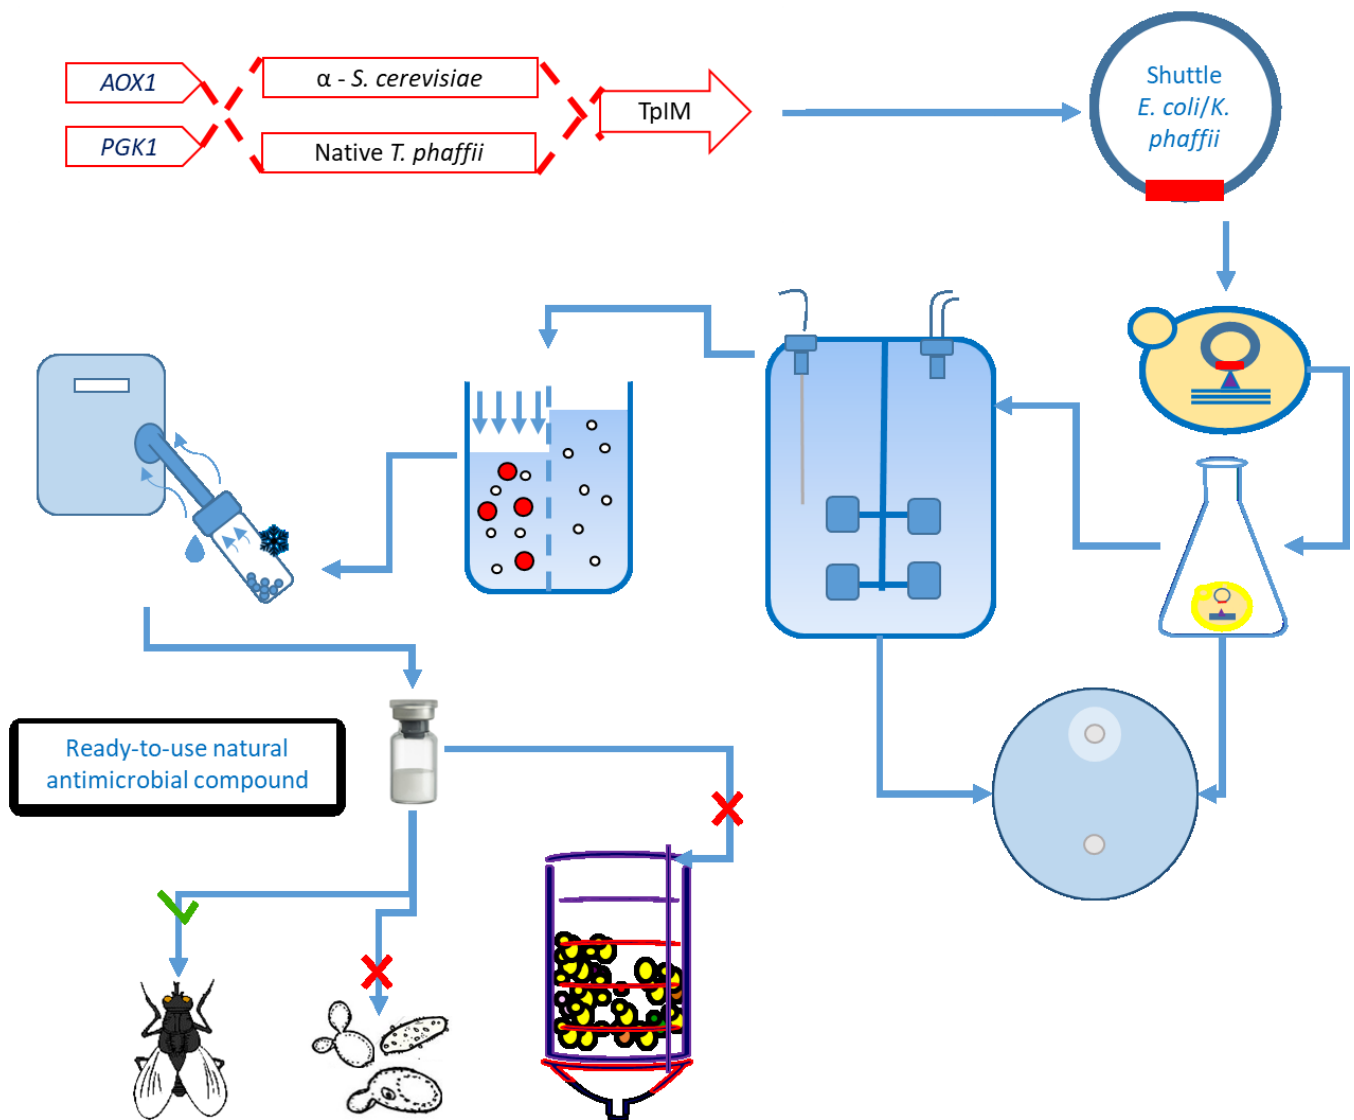 AOX1
α - S. cerevisiae
TpIM
PGK1
Native T. phaffii
Shuttle
E. coli/K.
phaffii
Ready-to-use natural
antimicrobial compound